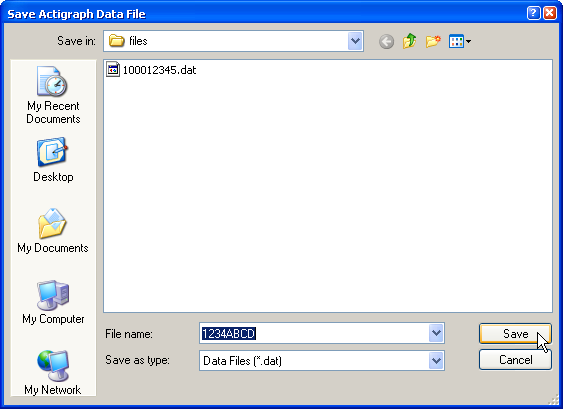 Save Actigraph Data File
Save in: files
100012345.dat
My Recent
Documents
Desktop
My Documents
My Computer
My Network
File name: 1234ABCD Save
Save as type: Data Files (*.dat) Cancel